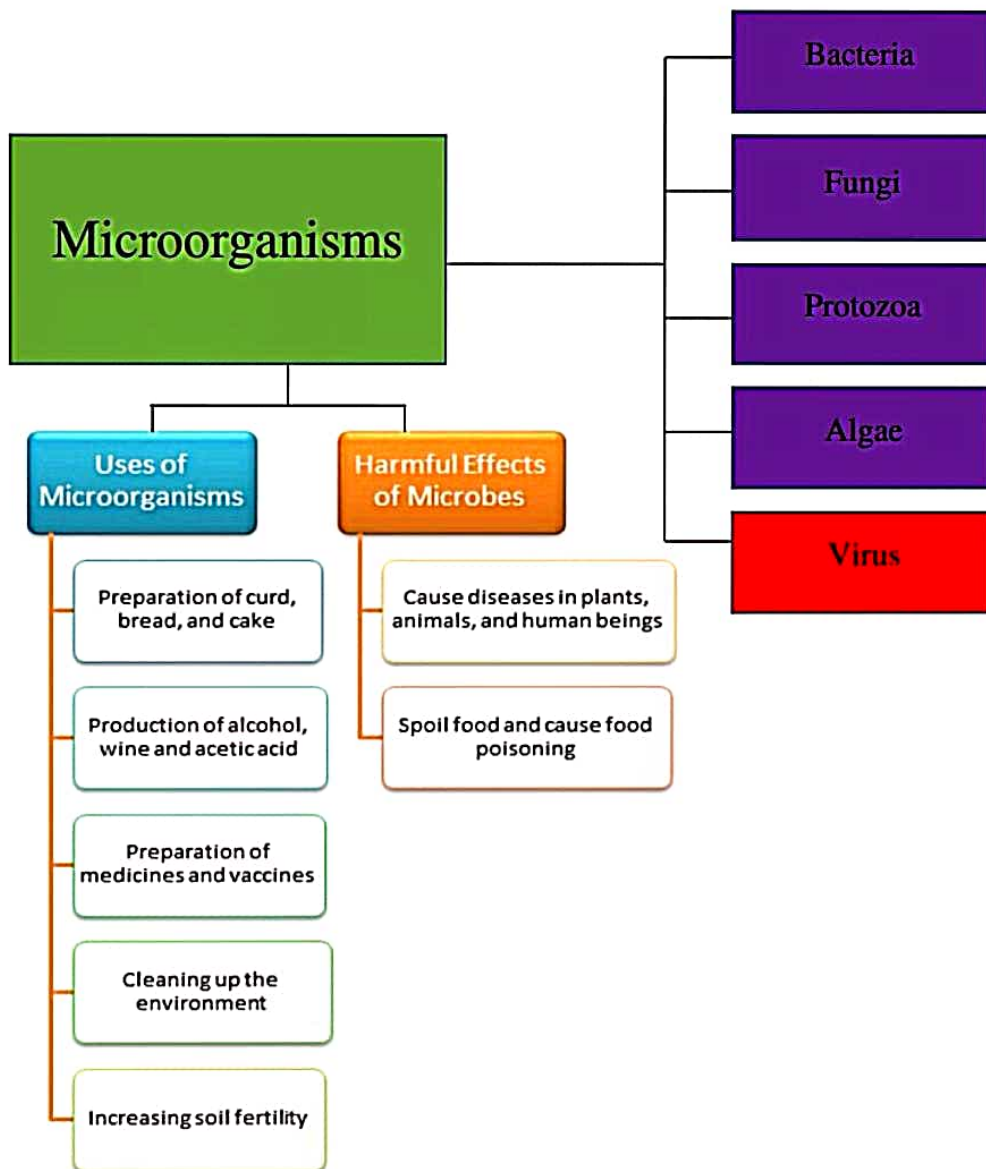 Microorganisms
Bacteria
Fungi
Protozoa
Algae
Virus
Uses of
Microorganisms
Preparation of curd,
bread, and cake
Production of alcohol,
wine and acetic acid
Preparation of
medicines and vaccines
Cleaning up the
environment
Increasing soil fertility
Harmful Effects
of Microbes
Cause diseases in plants,
animals, and human beings
Spoil food and cause food
poisoning